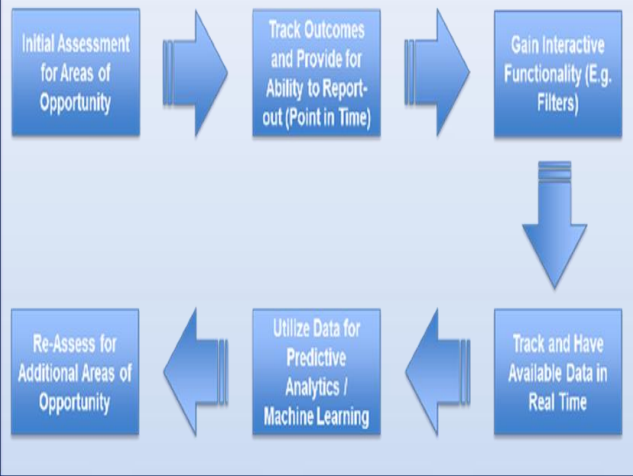 Initial Assessment
for Areas of
Opportunity
Track Outcomes
and Provide for
Ability to Report-
out (Point in Time)
Gain Interactive
Functionality (E.g.
Filters)
Track and Have
Available Data in
Real Time
Utilize Data for
Predictive
Analytics /
Machine Learning
Re-Assess for
Additional Areas of
Opportunity